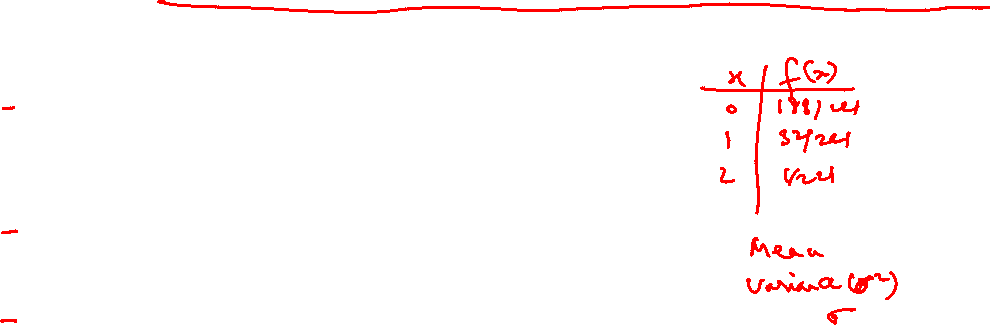 x f(x)
0 188/221
1 32/221
2 1/221
Mean
Variance (σ²)
σ